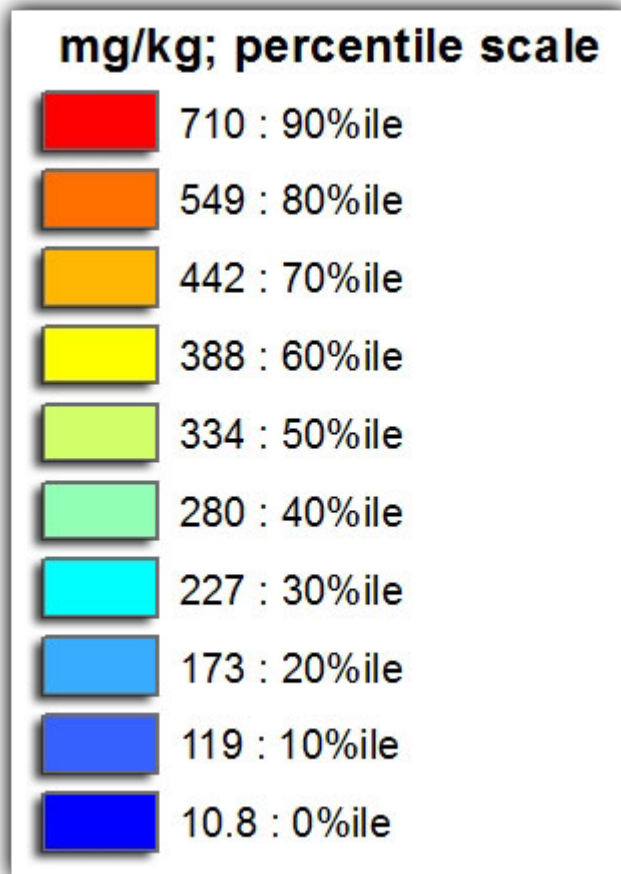 mg/kg; percentile scale
710 : 90%ile
549 : 80%ile
442 : 70%ile
388 : 60%ile
334 : 50%ile
280 : 40%ile
227 : 30%ile
173 : 20%ile
119 : 10%ile
10.8 : 0%ile